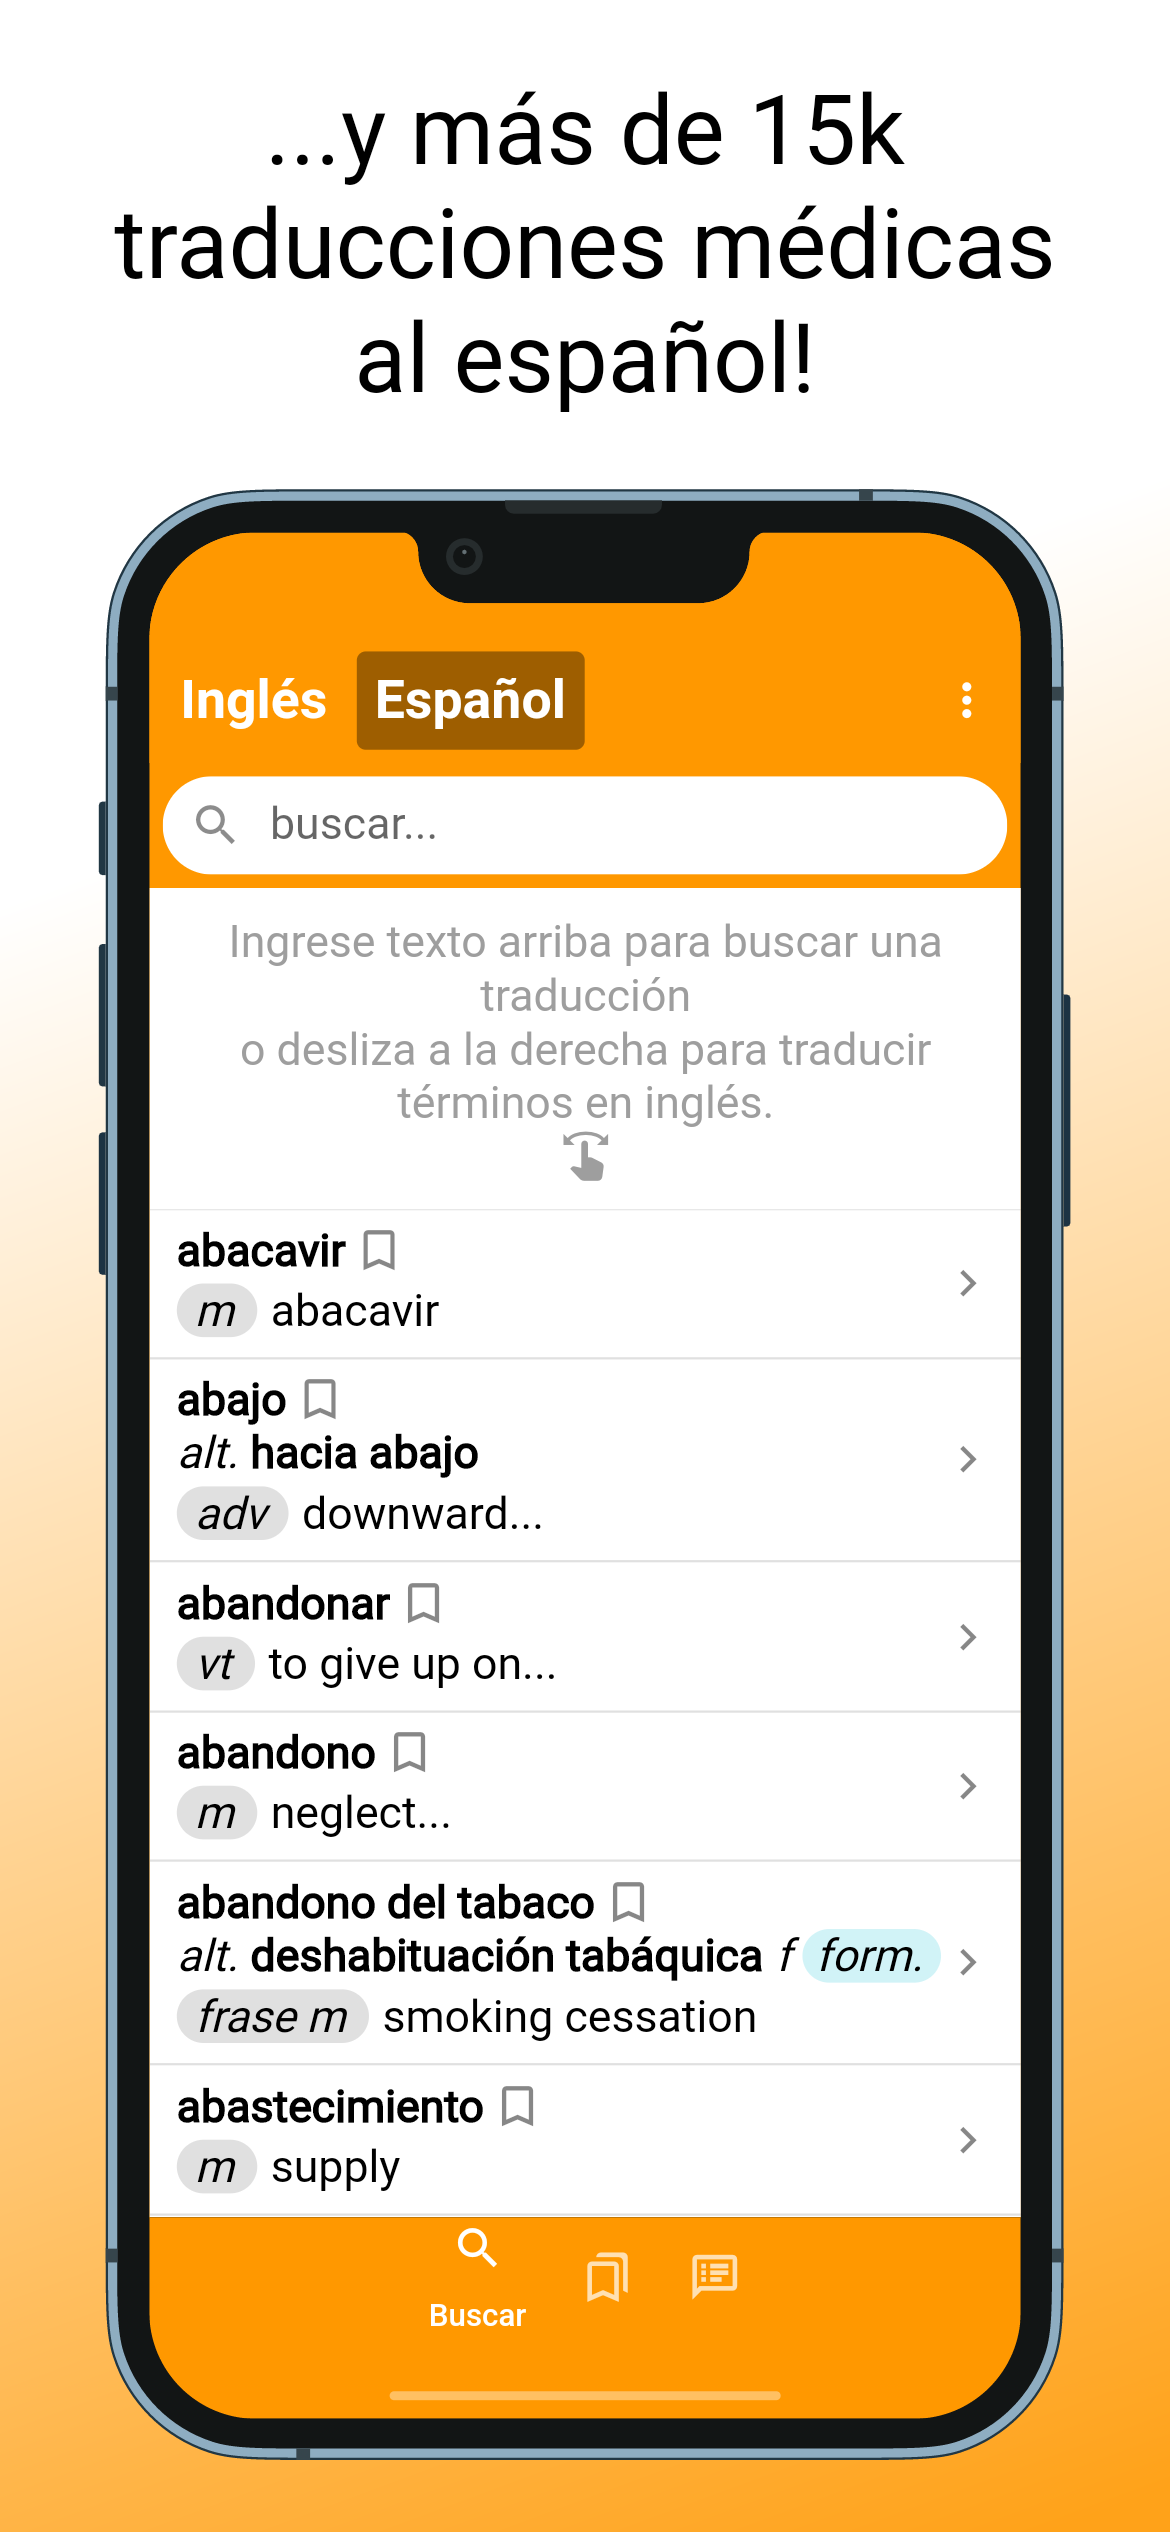 ...y más de 15k
traducciones médicas
al español!
Inglés Español
buscar...
Ingrese texto arriba para buscar una
traducción
o desliza a la derecha para traducir
términos en inglés.
abacavir
m abacavir
abajo
alt. hacia abajo
adv downward...
abandonar
vt to give up on...
abandono
m neglect...
abandono del tabaco
alt. deshabituación tabáquica f form.
frase m smoking cessation
abastecimiento
m supply
Buscar